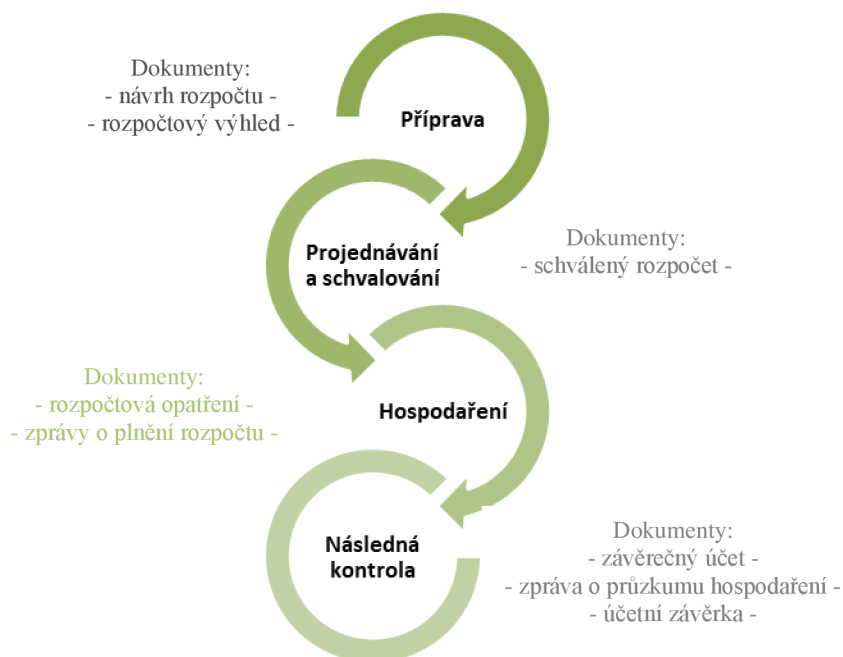 Dokumenty:
- návrh rozpočtu -
- rozpočtový výhled -
Příprava
Projednávání
a schvalování
Dokumenty:
- schválený rozpočet -
Dokumenty:
- rozpočtová opatření -
- zprávy o plnění rozpočtu -
Hospodaření
Následná
kontrola
Dokumenty:
- závěrečný účet -
- zpráva o průzkumu hospodaření -
- účetní závěrka -